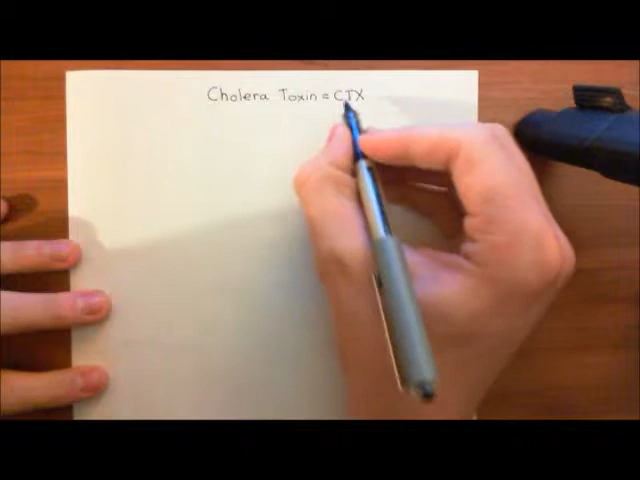 Cholera Toxin = CTX